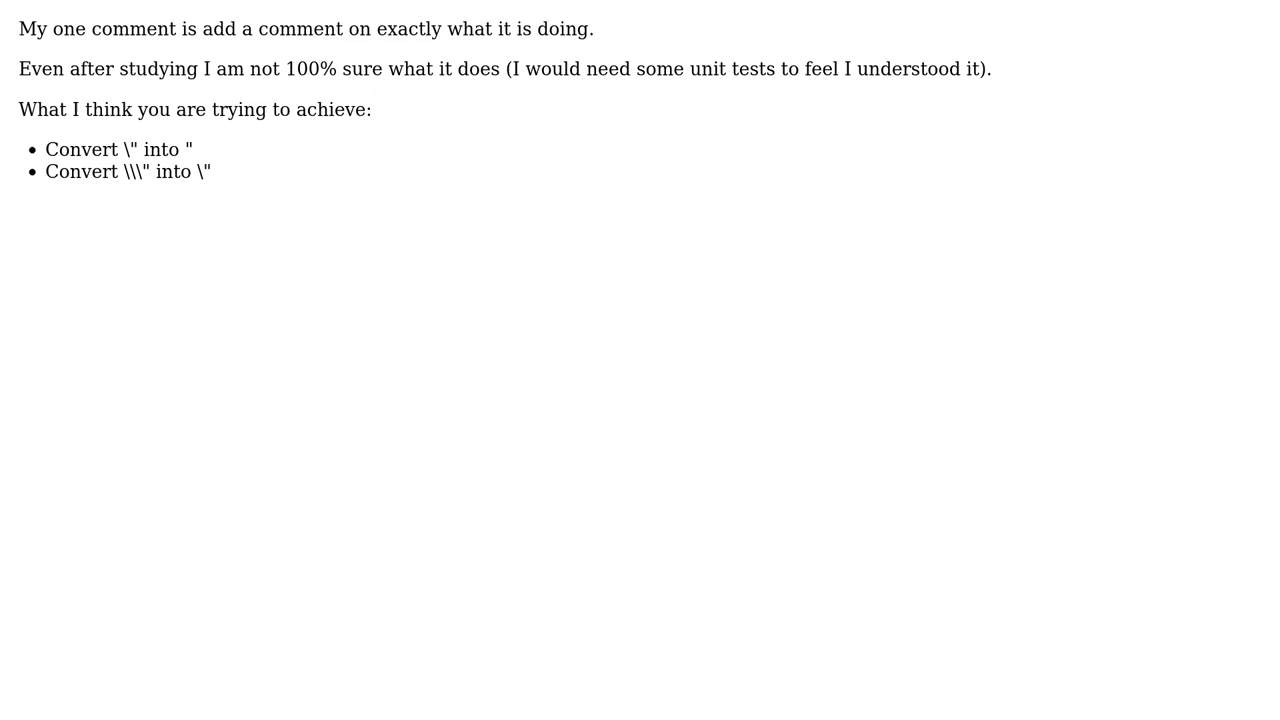 My one comment is add a comment on exactly what it is doing.
Even after studying I am not 100% sure what it does (I would need some unit tests to feel I understood it).
What I think you are trying to achieve:
• Convert \" into "
• Convert \\\" into \"